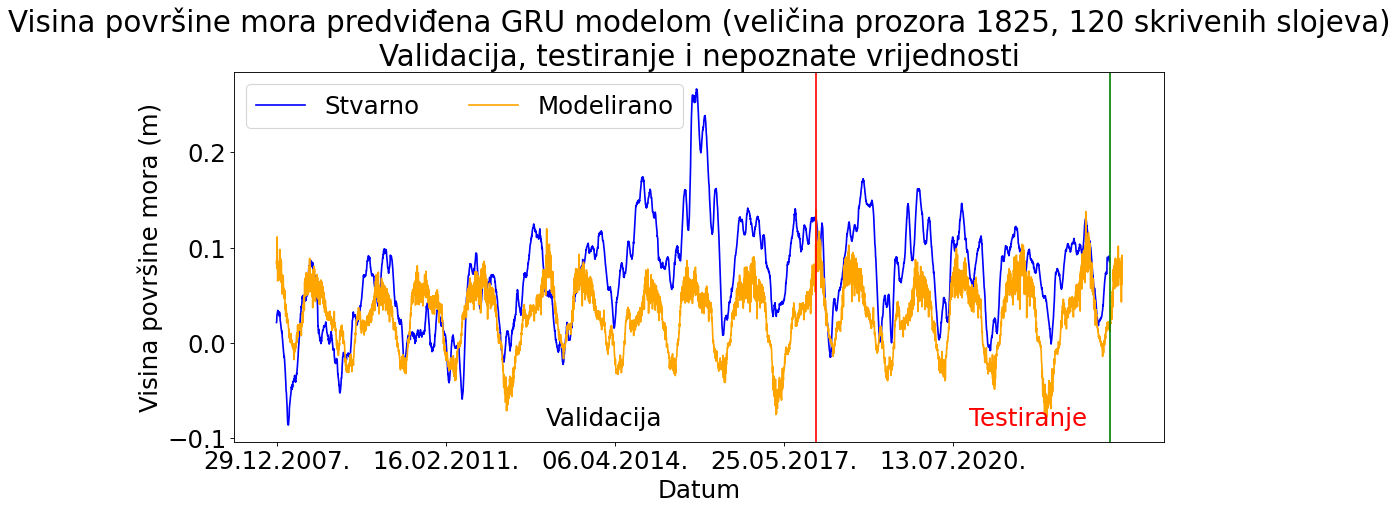 Visina površine mora predviđena GRU modelom (veličina prozora 1825, 120 skrivenih slojeva)
Validacija, testiranje i nepoznate vrijednosti
Stvarno
Modelirano
Visina površine mora (m)
0.2
0.1
0.0
−0.1
Validacija
Testiranje
29.12.2007.
16.02.2011.
06.04.2014.
25.05.2017.
13.07.2020.
Datum